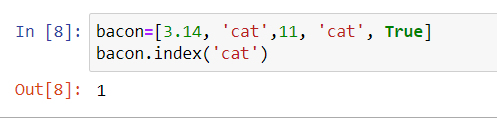 In [8]: bacon=[3.14, 'cat',11, 'cat', True]
bacon.index('cat')
Out[8]: 1